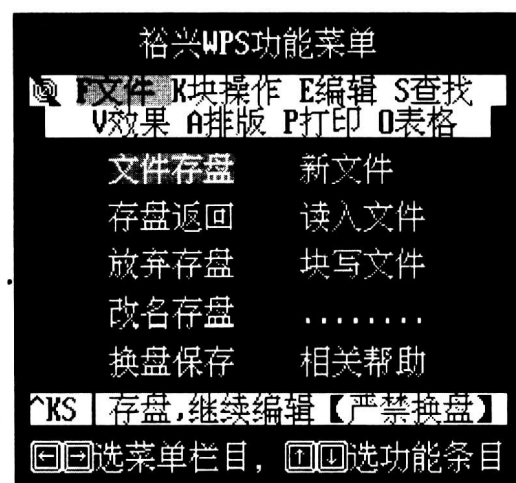 裕兴WPS功能菜单
F文件 K块操作 E编辑 S查找
V效果 A排版 P打印 O表格
文件存盘 新文件
存盘返回 读入文件
放弃存盘 块写文件
改名存盘 ........
换盘保存 相关帮助
^KS 存盘,继续编辑【严禁换盘】
←→选菜单栏目, ↑↓选功能条目